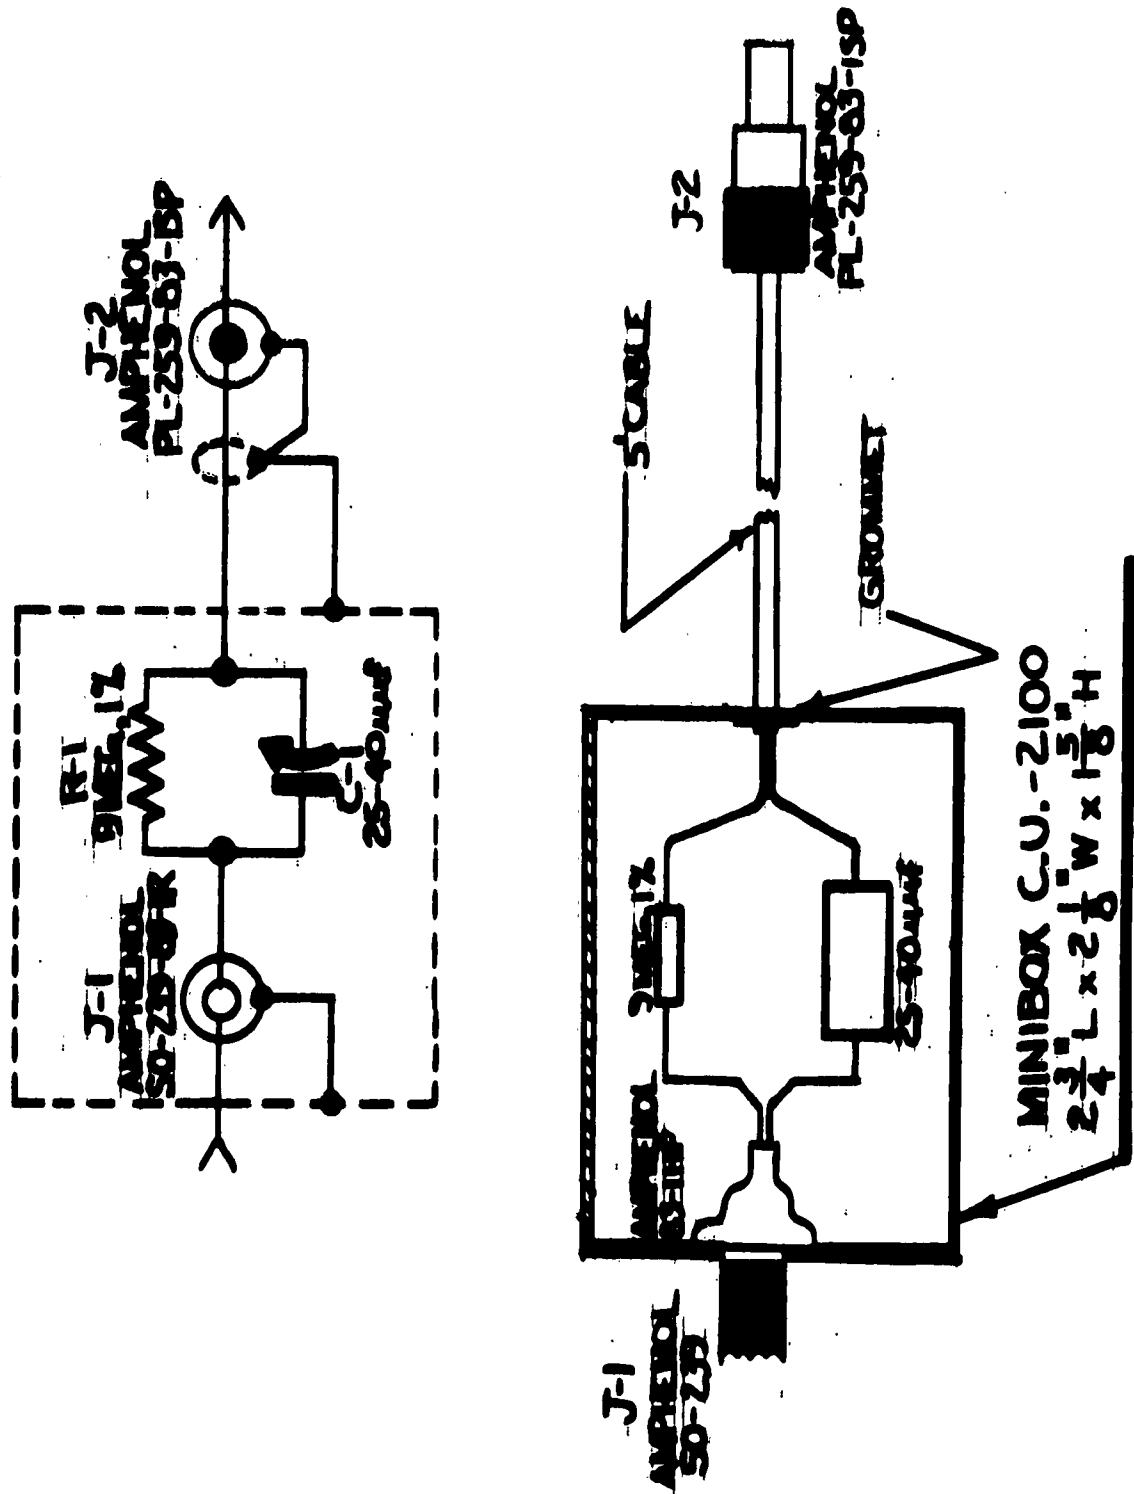 J-1
AMPHENOL
SO-239
R-1
9 MEG, 1%
C-1
25-40 μμf
J-2
AMPHENOL
PL-259-83-1SP
J-1
AMPHENOL
SO-239
AMPHENOL
9 MEG, 1%
25-40 μμf
5' CABLE
GROMMET
J-2
AMPHENOL
PL-259-83-1SP
MINIBOX C.U.-2100
2 3/4" L x 2 1/8" W x 1 5/8" H